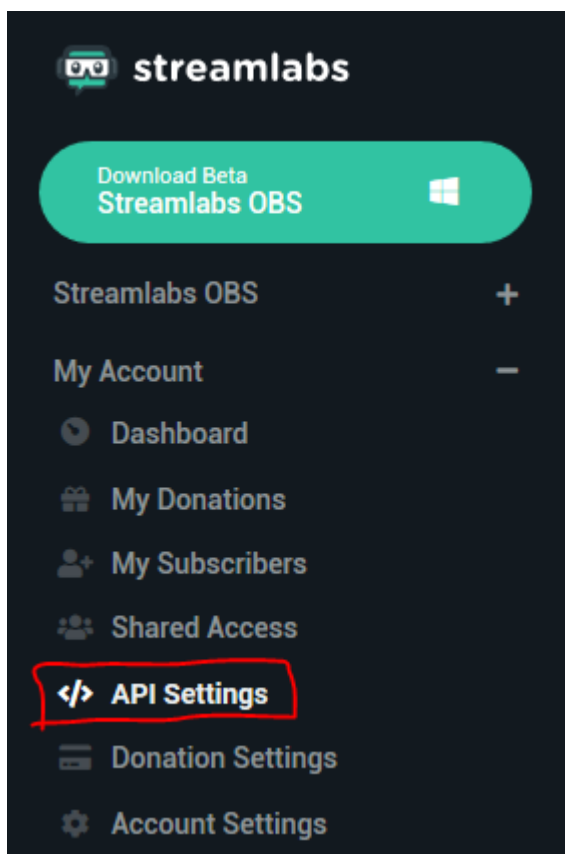 streamlabs
Download Beta
Streamlabs OBS
Streamlabs OBS
My Account
Dashboard
My Donations
My Subscribers
Shared Access
</> API Settings
Donation Settings
Account Settings